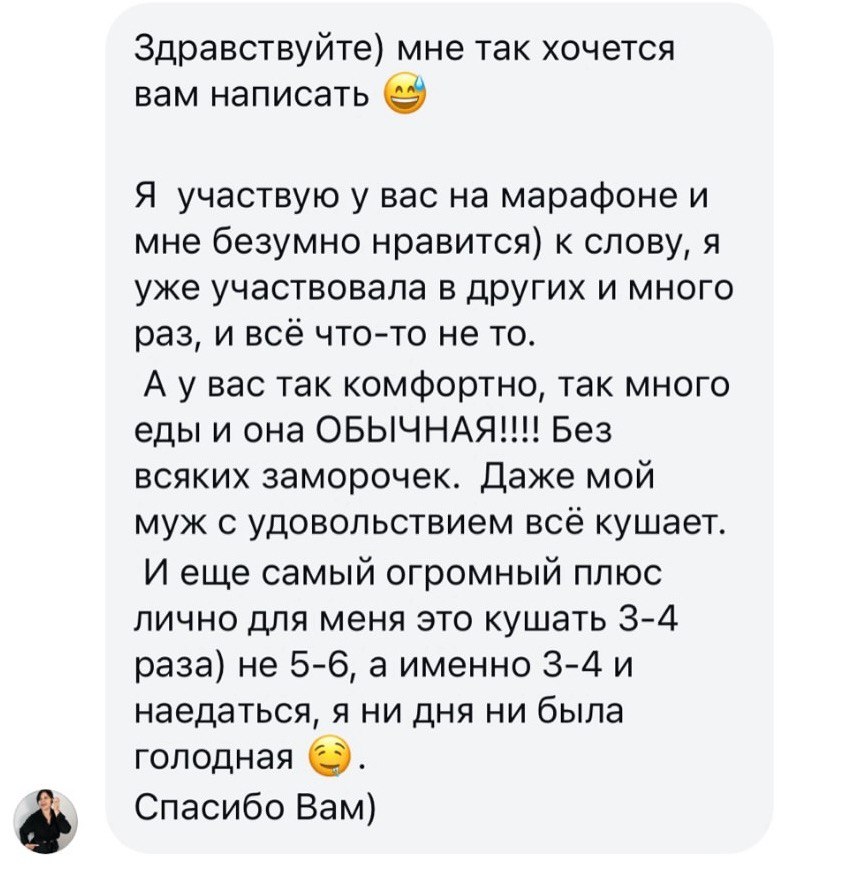 Здравствуйте) мне так хочется
вам написать 😅
Я  участвую у вас на марафоне и
мне безумно нравится) к слову, я
уже участвовала в других и много
раз, и всё что-то не то.
А у вас так комфортно, так много
еды и она ОБЫЧНАЯ!!!! Без
всяких заморочек.  Даже мой
муж с удовольствием всё кушает.
И еще самый огромный плюс
лично для меня это кушать 3-4
раза) не 5-6, а именно 3-4 и
наедаться, я ни дня ни была
голодная 🤤.
Спасибо Вам)